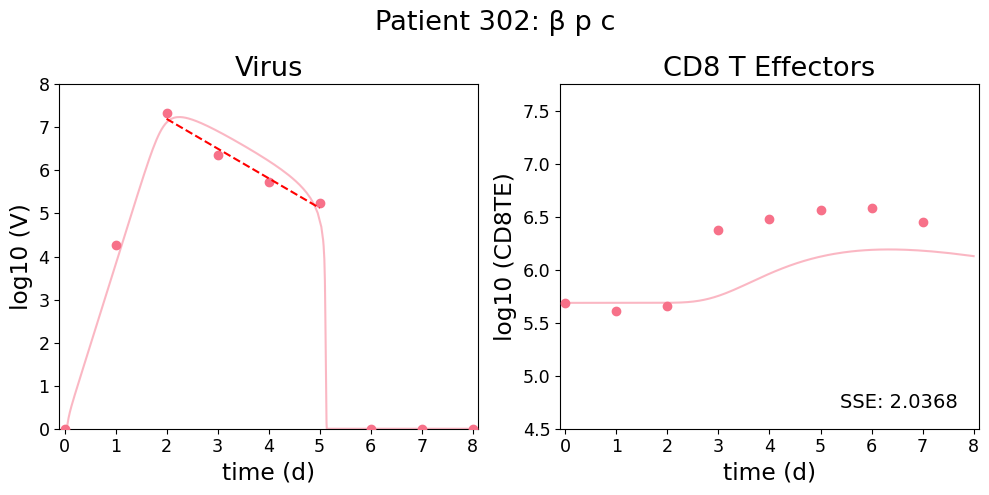 Patient 302: β p c
Virus
CD8 T Effectors
log10 (V)
8
7
6
5
4
3
2
1
0
0 1 2 3 4 5 6 7 8
time (d)
log10 (CD8TE)
7.5
7.0
6.5
6.0
5.5
5.0
4.5
SSE: 2.0368
0 1 2 3 4 5 6 7 8
time (d)